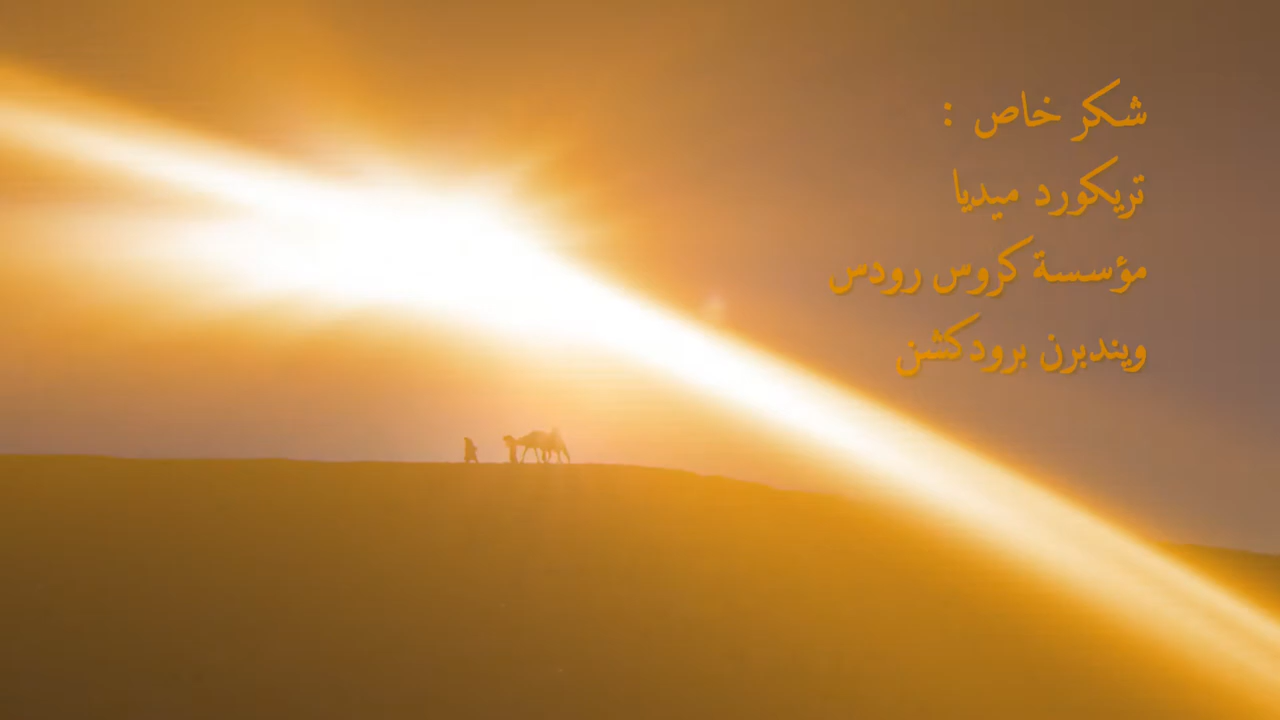 شكر خاص :
تريكورد ميديا
مؤسسة كروس رودس
ويندبرن برودكشن